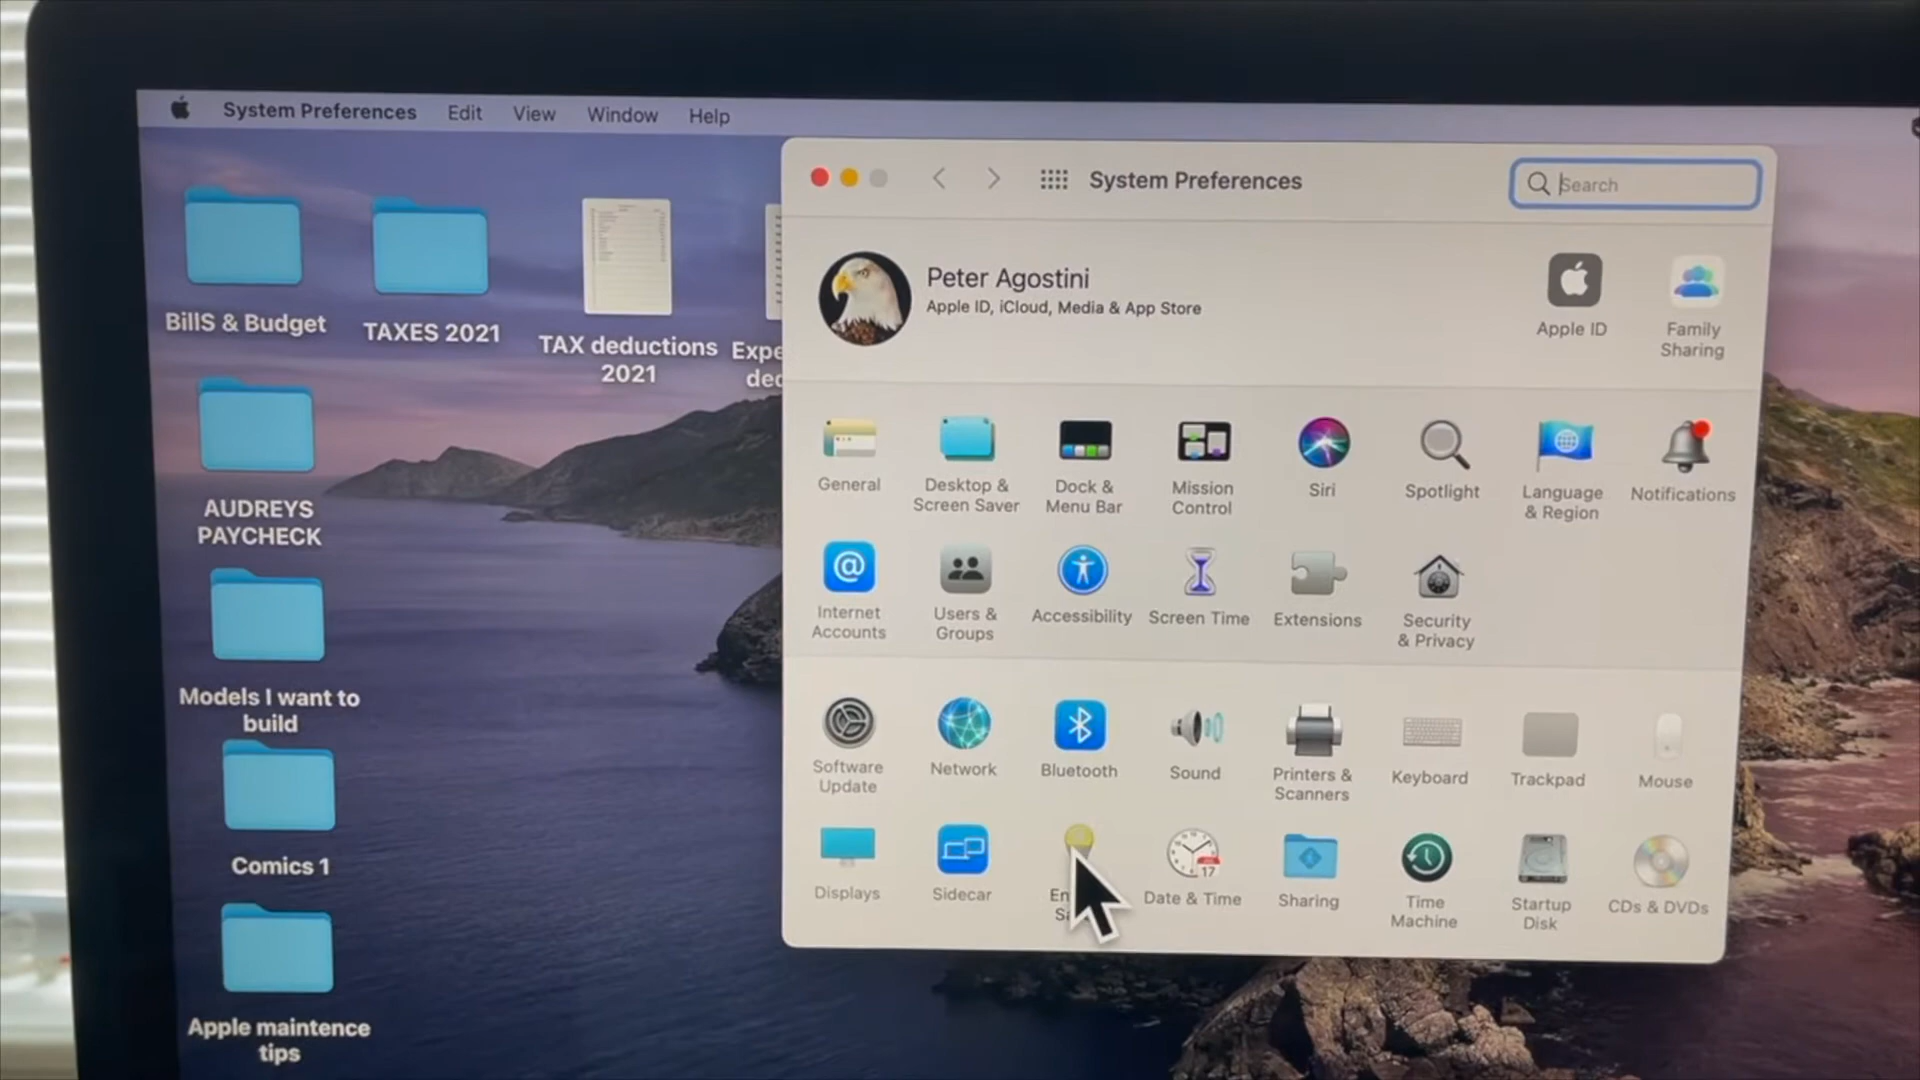 System Preferences Edit View Window Help
System Preferences
Search
Peter Agostini
Apple ID, iCloud, Media & App Store
Apple ID
Family
Sharing
BillS & Budget
TAXES 2021
TAX deductions
2021
AUDREYS
PAYCHECK
Models I want to
build
Comics 1
Apple maintence
tips
General
Desktop &
Screen Saver
Dock &
Menu Bar
Mission
Control
Siri
Spotlight
Language
& Region
Notifications
Internet
Accounts
Users &
Groups
Accessibility
Screen Time
Extensions
Security
& Privacy
Software
Update
Network
Bluetooth
Sound
Printers &
Scanners
Keyboard
Trackpad
Mouse
Displays
Sidecar
Date & Time
17
Sharing
Time
Machine
Startup
Disk
CDs & DVDs